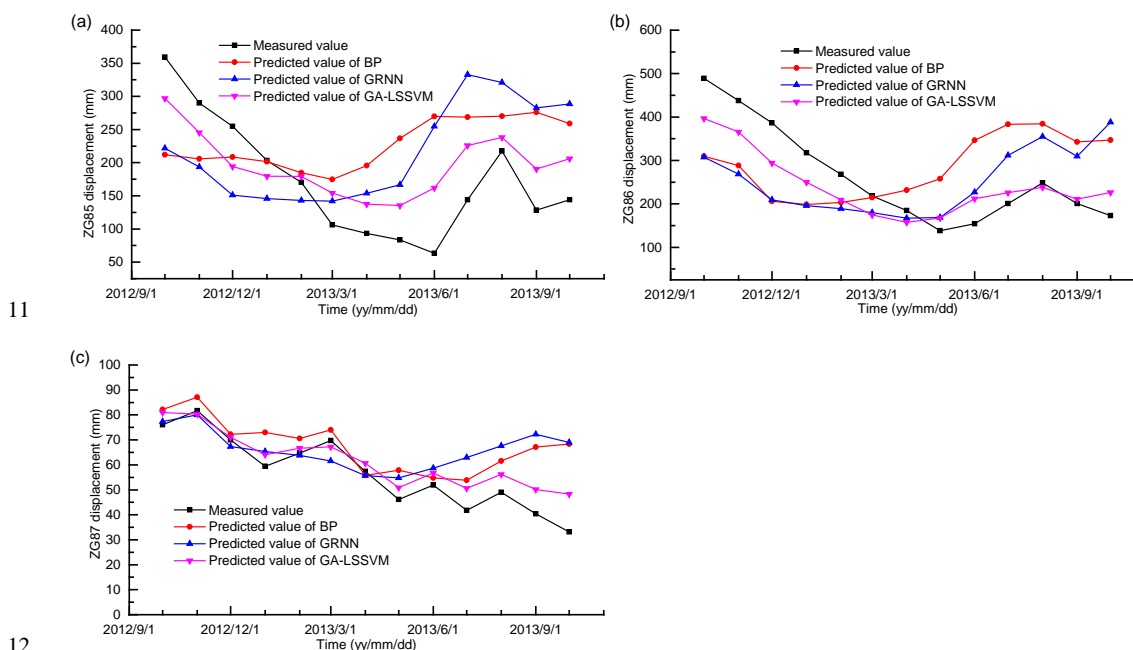 (a)
400
350
300
250
200
150
100
50
ZG85 displacement (mm)
Measured value
Predicted value of BP
Predicted value of GRNN
Predicted value of GA-LSSVM
2012/9/1 2012/12/1 2013/3/1 2013/6/1 2013/9/1
Time (yy/mm/dd)
11
(b)
600
500
400
300
200
100
ZG86 displacement (mm)
Measured value
Predicted value of BP
Predicted value of GRNN
Predicted value of GA-LSSVM
2012/9/1 2012/12/1 2013/3/1 2013/6/1 2013/9/1
Time (yy/mm/dd)
(c)
100
90
80
70
60
50
40
30
20
10
0
ZG87 displacement (mm)
Measured value
Predicted value of BP
Predicted value of GRNN
Predicted value of GA-LSSVM
2012/9/1 2012/12/1 2013/3/1 2013/6/1 2013/9/1
Time (yy/mm/dd)
12